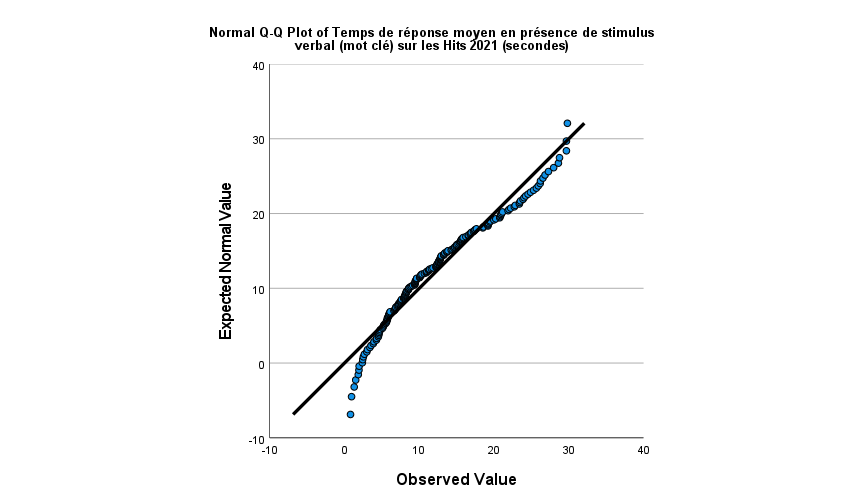 Normal Q-Q Plot of Temps de réponse moyen en présence de stimulus
verbal (mot clé) sur les Hits 2021 (secondes)
40
30
20
10
0
-10
Expected Normal Value
-10 0 10 20 30 40
Observed Value